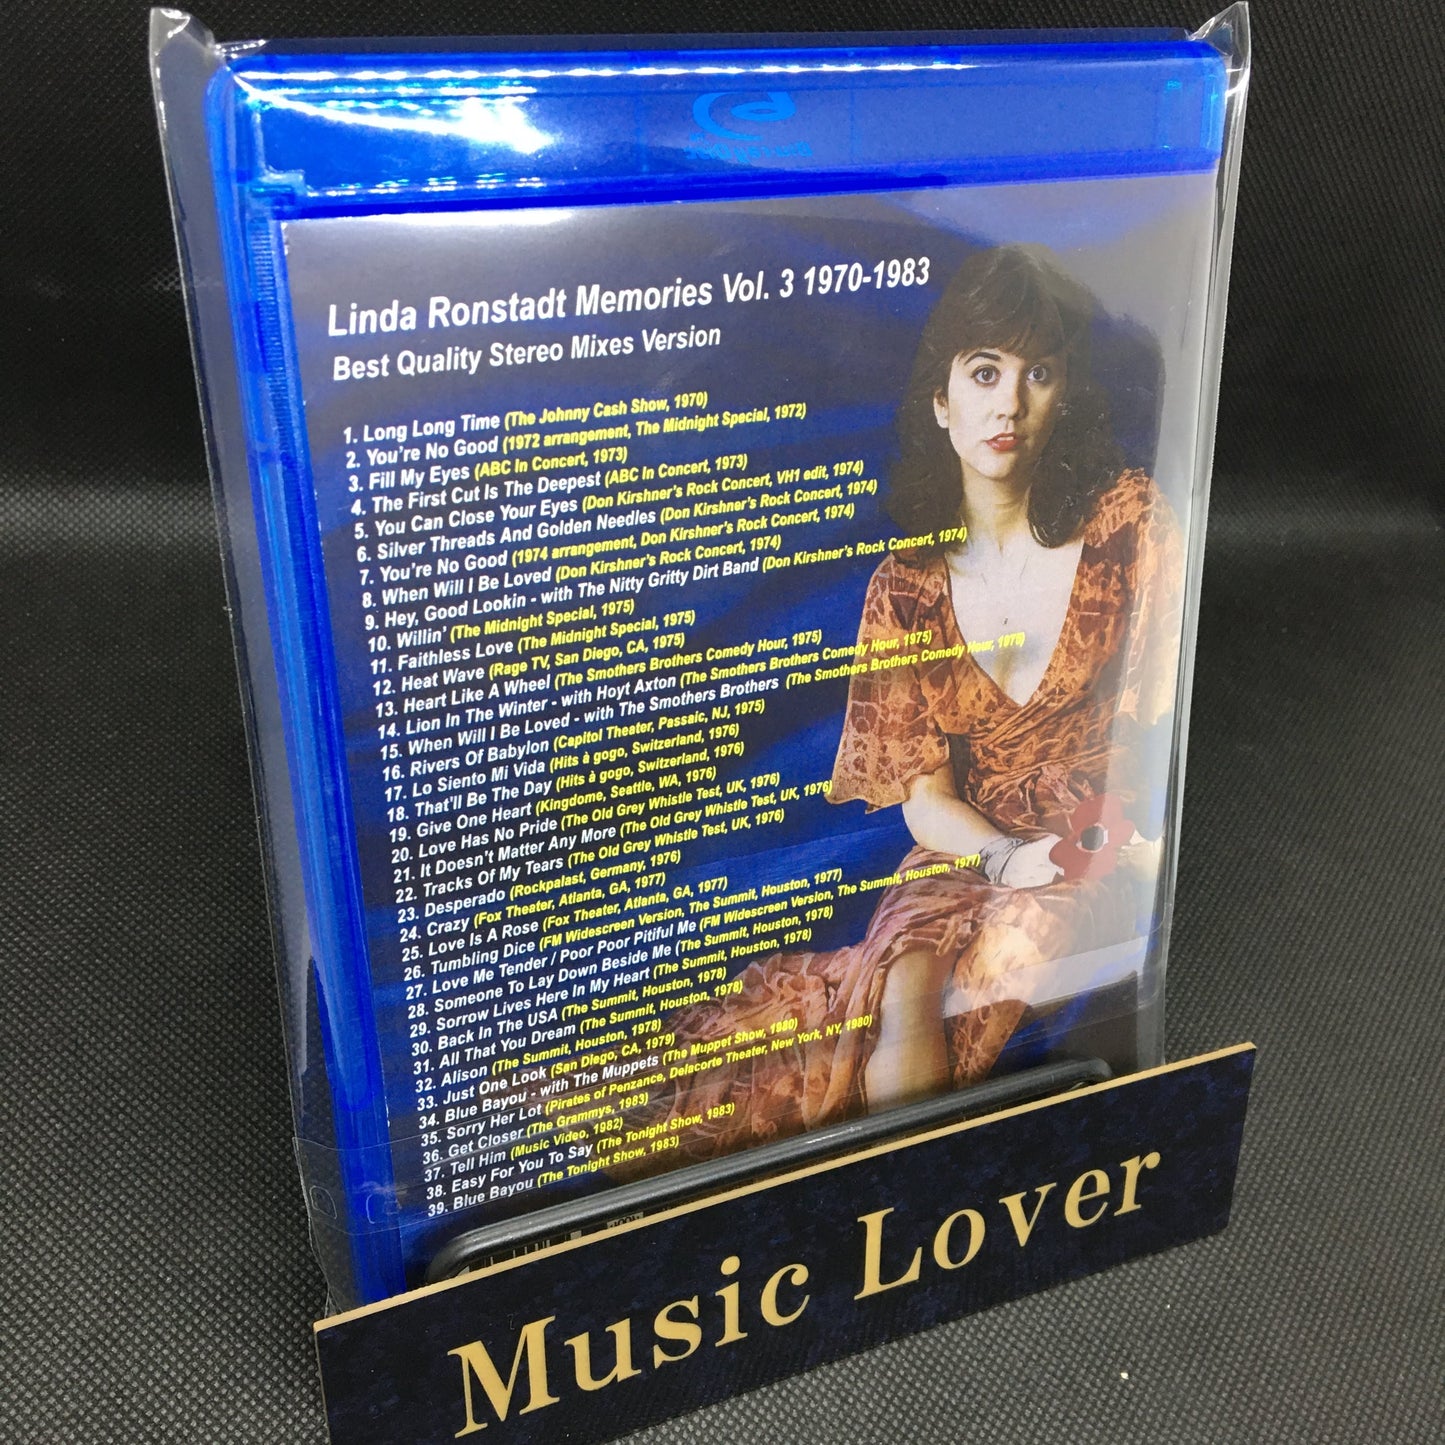 Linda Ronstadt Memories Vol. 3 1970-1983
Best Quality Stereo Mixes Version
1. Long Long Time (The Johnny Cash Show, 1970)
2. You're No Good (1972 arrangement, The Midnight Special, 1972)
3. Fill My Eyes (ABC In Concert, 1973)
4. The First Cut Is The Deepest (ABC In Concert, 1973)
5. You Can Close Your Eyes (Don Kirshner's Rock Concert, VH1 edit, 1974)
6. Silver Threads And Golden Needles (Don Kirshner's Rock Concert, 1974)
7. You're No Good (1974 arrangement, Don Kirshner's Rock Concert, 1974)
8. When Will I Be Loved (Don Kirshner's Rock Concert, 1974)
9. Hey, Good Lookin - with The Nitty Gritty Dirt Band (Don Kirshner's Rock Concert, 1974)
10. Willin' (The Midnight Special, 1975)
11. Faithless Love (The Midnight Special, 1975)
12. Heat Wave (Rage TV, San Diego, CA, 1975)
13. Heart Like A Wheel (The Smothers Brothers Comedy Hour, 1975)
14. Lion In The Winter - with Hoyt Axton (The Smothers Brothers Comedy Hour, 1975)
15. When Will I Be Loved - with The Smothers Brothers (The Smothers Brothers Comedy Hour, 1975)
16. Rivers Of Babylon (Capitol Theater, Passaic, NJ, 1975)
17. Lo Siento Mi Vida (Hits à gogo, Switzerland, 1976)
18. That'll Be The Day (Hits à gogo, Switzerland, 1976)
19. Give One Heart (Kingdome, Seattle, WA, 1976)
20. Love Has No Pride (The Old Grey Whistle Test, UK, 1976)
21. It Doesn't Matter Any More (The Old Grey Whistle Test, UK, 1976)
22. Tracks Of My Tears (The Old Grey Whistle Test, UK, 1976)
23. Desperado (Rockpalast, Germany, 1976)
24. Crazy (Fox Theater, Atlanta, GA, 1977)
25. Love Is A Rose (Fox Theater, Atlanta, GA, 1977)
26. Tumbling Dice (FM Widescreen Version, The Summit, Houston, 1977)
27. Love Me Tender / Poor Poor Pitiful Me (FM Widescreen Version, The Summit, Houston, 1977)
28. Someone To Lay Down Beside Me (The Summit, Houston, 1978)
29. Sorrow Lives Here In My Heart (The Summit, Houston, 1978)
30. Back In The USA (The Summit, Houston, 1978)
31. All That You Dream (The Summit, Houston, 1978)
32. Alison (The Summit, Houston, 1978)
33. Just One Look (San Diego, CA, 1979)
34. Blue Bayou - with The Muppets (The Muppet Show, 1980)
35. Sorry Her Lot (Pirates of Penzance, Delacorte Theater, New York, NY, 1980)
36. Get Closer (The Grammys, 1983)
37. Tell Him (Music Video, 1982)
38. Easy For You To Say (The Tonight Show, 1983)
39. Blue Bayou (The Tonight Show, 1983)
Music Lover